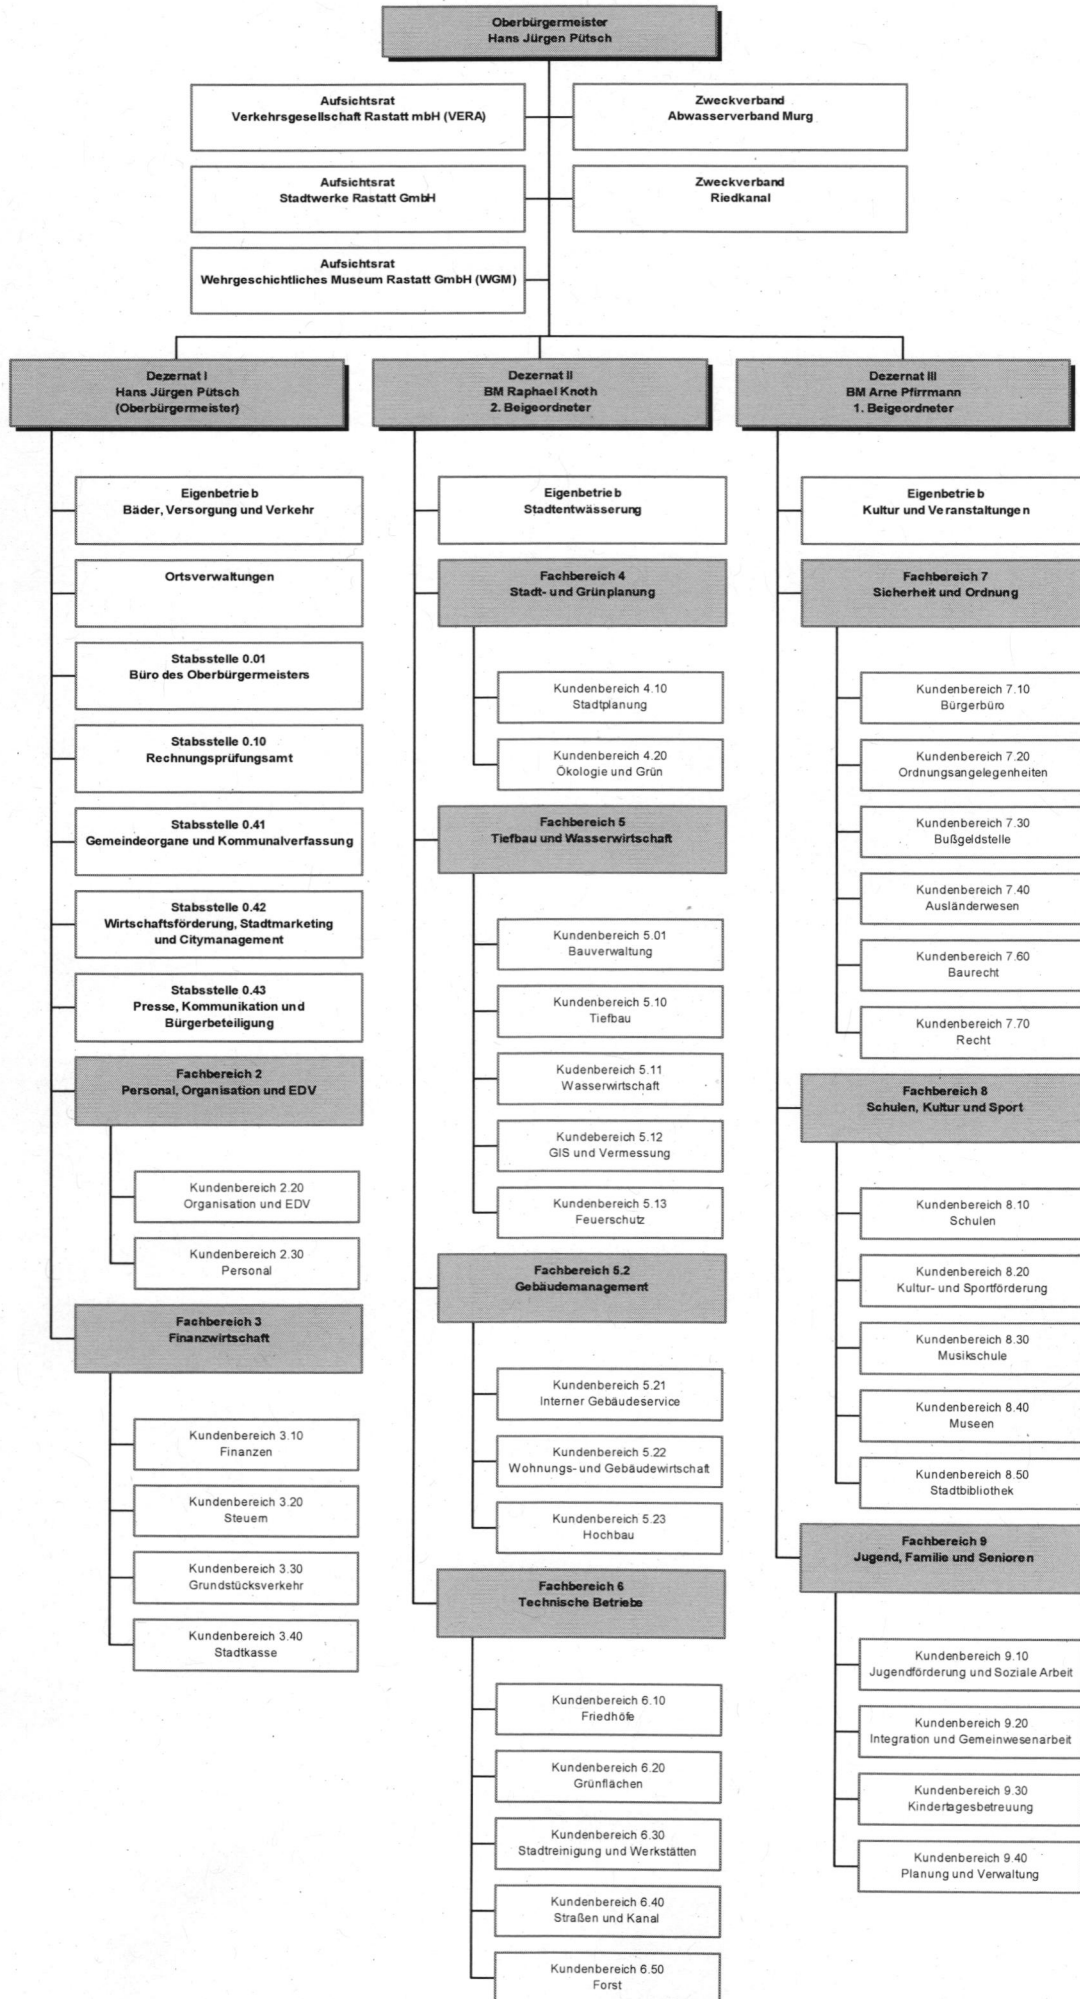 Oberbürgermeister
Hans Jürgen Pütsch
Aufsichtsrat
Verkehrsgesellschaft Rastatt mbH (VERA)
Zweckverband
Abwasserverband Murg
Aufsichtsrat
Stadtwerke Rastatt GmbH
Zweckverband
Riedkanal
Aufsichtsrat
Wehrgeschichtliches Museum Rastatt GmbH (WGM)
Dezernat I
Hans Jürgen Pütsch
(Oberbürgermeister)
Eigenbetrieb
Bäder, Versorgung und Verkehr
Ortsverwaltungen
Stabsstelle 0.01
Büro des Oberbürgermeisters
Stabsstelle 0.10
Rechnungsprüfungsamt
Stabsstelle 0.41
Gemeindeorgane und Kommunalverfassung
Stabsstelle 0.42
Wirtschaftsförderung, Stadtmarketing
und Citymanagement
Stabsstelle 0.43
Presse, Kommunikation und
Bürgerbeteiligung
Fachbereich 2
Personal, Organisation und EDV
Kundenbereich 2.20
Organisation und EDV
Kundenbereich 2.30
Personal
Fachbereich 3
Finanzwirtschaft
Kundenbereich 3.10
Finanzen
Kundenbereich 3.20
Steuern
Kundenbereich 3.30
Grundstücksverkehr
Kundenbereich 3.40
Stadtkasse
Dezernat II
BM Raphael Knoth
2. Beigeordneter
Eigenbetrieb
Stadtentwässerung
Fachbereich 4
Stadt- und Grünplanung
Kundenbereich 4.10
Stadtplanung
Kundenbereich 4.20
Ökologie und Grün
Fachbereich 5
Tiefbau und Wasserwirtschaft
Kundenbereich 5.01
Bauverwaltung
Kundenbereich 5.10
Tiefbau
Kudenbereich 5.11
Wasserwirtschaft
Kundebereich 5.12
GIS und Vermessung
Kundenbereich 5.13
Feuerschutz
Fachbereich 5.2
Gebäudemanagement
Kundenbereich 5.21
Interner Gebäudeservice
Kundenbereich 5.22
Wohnungs- und Gebäudewirtschaft
Kundenbereich 5.23
Hochbau
Fachbereich 6
Technische Betriebe
Kundenbereich 6.10
Friedhöfe
Kundenbereich 6.20
Grünflächen
Kundenbereich 6.30
Stadtreinigung und Werkstätten
Kundenbereich 6.40
Straßen und Kanal
Kundenbereich 6.50
Forst
Dezernat III
BM Arne Pfirrmann
1. Beigeordneter
Eigenbetrieb
Kultur und Veranstaltungen
Fachbereich 7
Sicherheit und Ordnung
Kundenbereich 7.10
Bürgerbüro
Kundenbereich 7.20
Ordnungsangelegenheiten
Kundenbereich 7.30
Bußgeldstelle
Kundenbereich 7.40
Ausländerwesen
Kundenbereich 7.60
Baurecht
Kundenbereich 7.70
Recht
Fachbereich 8
Schulen, Kultur und Sport
Kundenbereich 8.10
Schulen
Kundenbereich 8.20
Kultur- und Sportförderung
Kundenbereich 8.30
Musikschule
Kundenbereich 8.40
Museen
Kundenbereich 8.50
Stadtbibliothek
Fachbereich 9
Jugend, Familie und Senioren
Kundenbereich 9.10
Jugendförderung und Soziale Arbeit
Kundenbereich 9.20
Integration und Gemeinwesenarbeit
Kundenbereich 9.30
Kindertagesbetreuung
Kundenbereich 9.40
Planung und Verwaltung